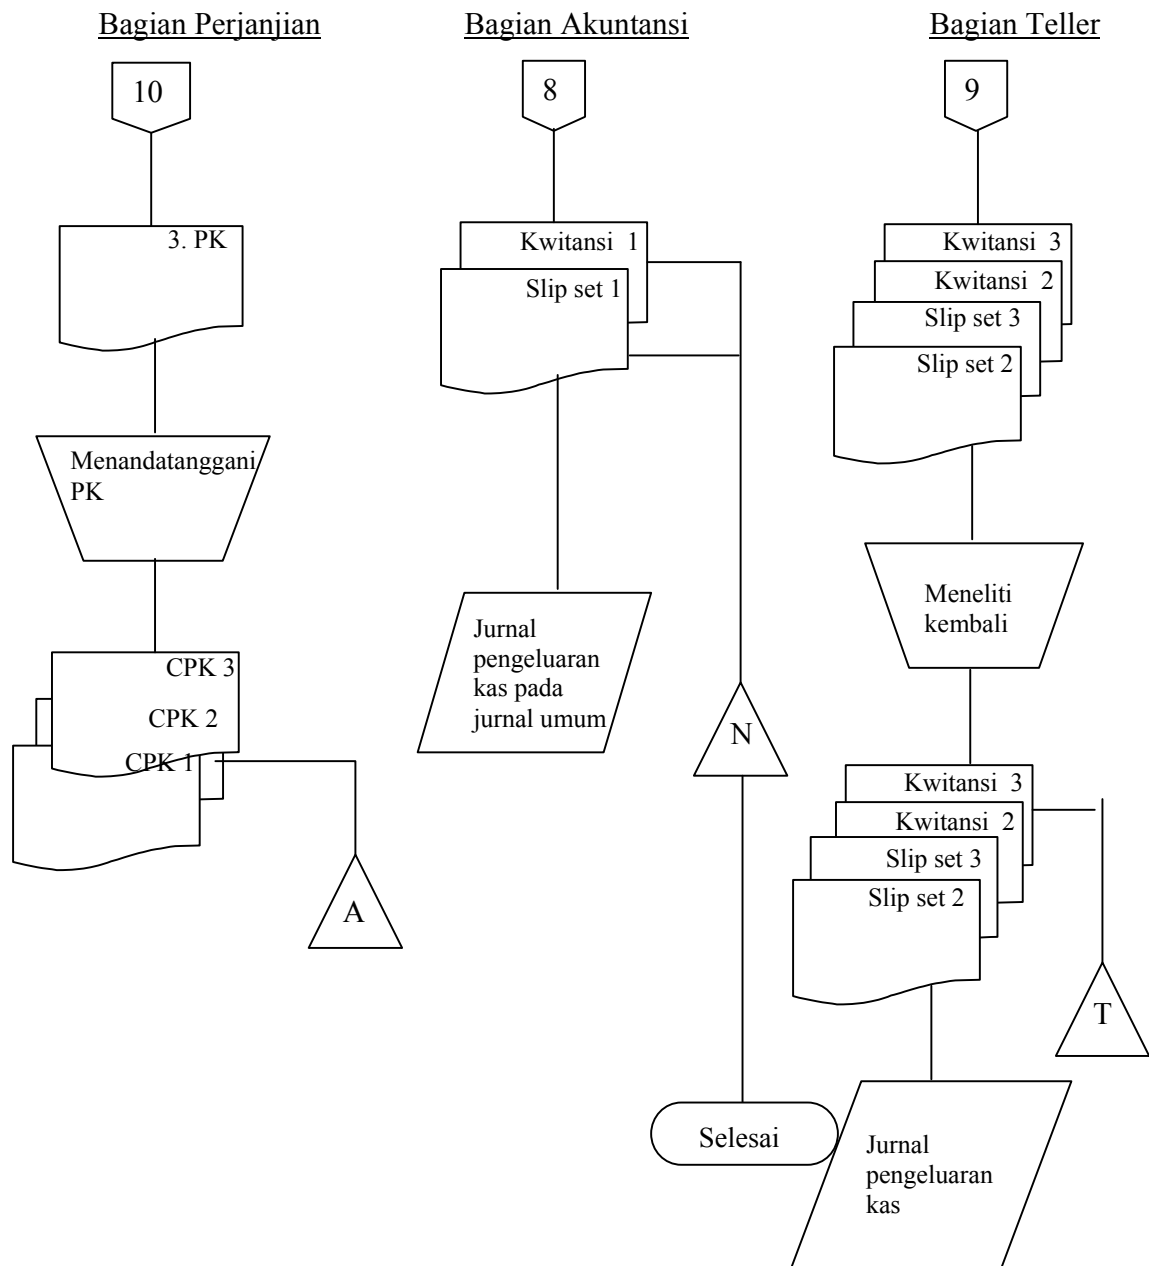 Bagian Perjanjian
10
3. PK
Menandatanggani
PK
CPK 3
CPK 2
CPK 1
A
Bagian Akuntansi
8
Kwitansi 1
Slip set 1
Jurnal
pengeluaran
kas pada
jurnal umum
N
Selesai
Bagian Teller
9
Kwitansi 3
Kwitansi 2
Slip set 3
Slip set 2
Meneliti
kembali
Kwitansi 3
Kwitansi 2
Slip set 3
Slip set 2
T
Jurnal
pengeluaran
kas